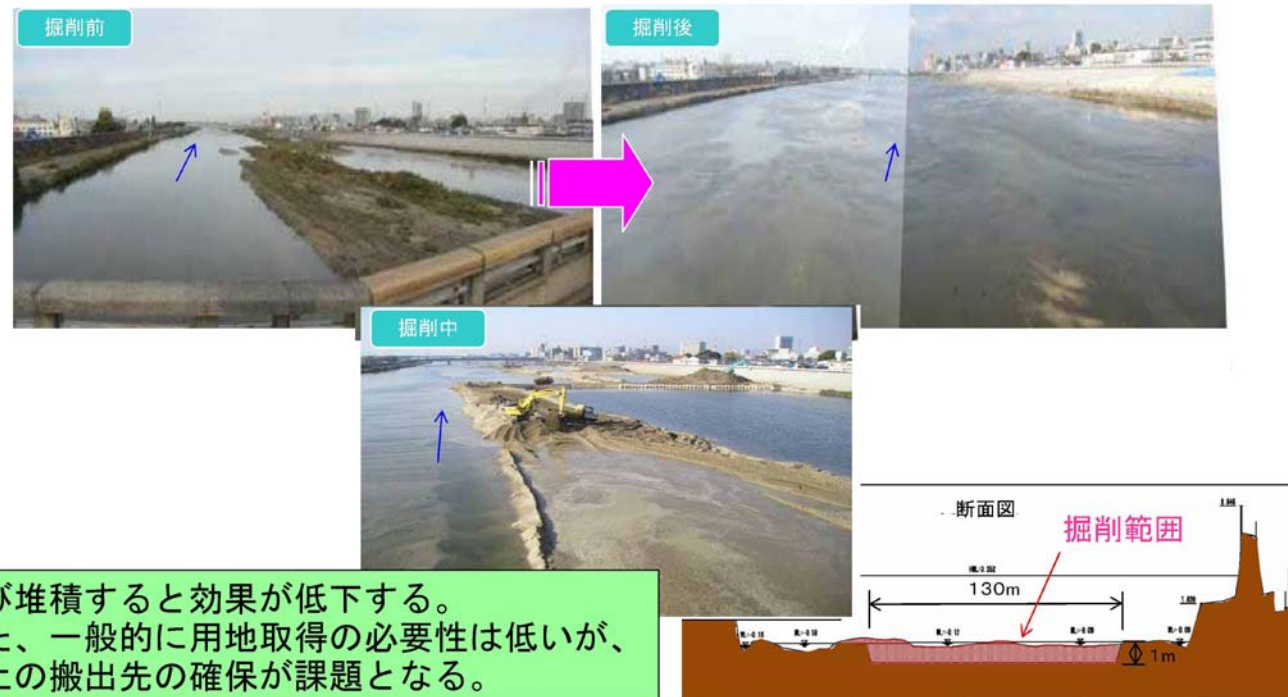 掘削前
掘削後
掘削中
断面図
掘削範囲
130m
1m
堆積すると効果が低下する。
、一般的に用地取得の必要性は低いが、
の搬出先の確保が課題となる。